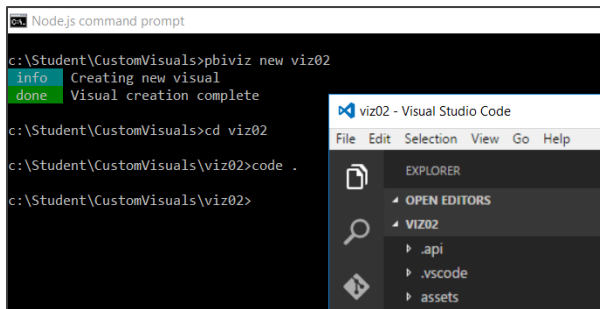 Node.js command prompt
c:\Student\CustomVisuals>pbiviz new viz02
info Creating new visual
done Visual creation complete
c:\Student\CustomVisuals>cd viz02
c:\Student\CustomVisuals\viz02>code .
c:\Student\CustomVisuals\viz02>
viz02 - Visual Studio Code
File Edit Selection View Go Help
EXPLORER
OPEN EDITORS
VIZ02
.api
.vscode
assets